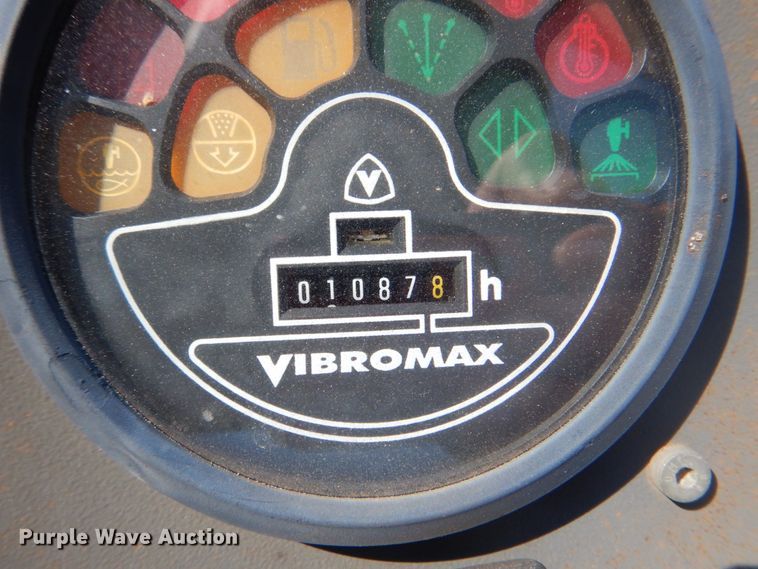 V
010878 h
VIBROMAX
Purple Wave Auction